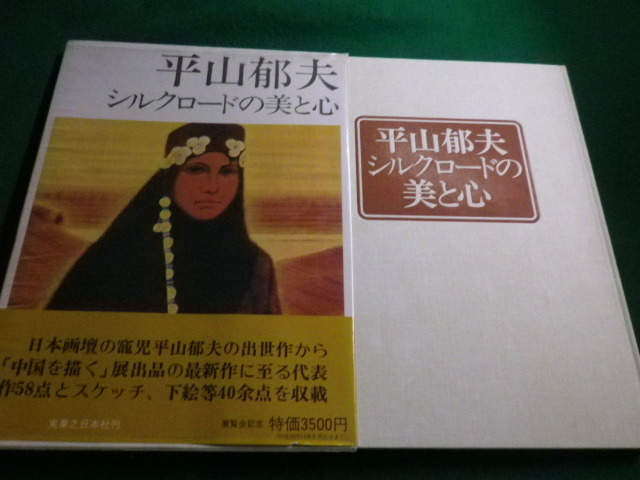 平山郁夫
シルクロードの美と心
日本画壇の寵児平山郁夫の出世作から
「中国を描く」展出品の最新作に至る代表
作58点とスケッチ、下絵等40余点を収載
実業之日本社刊
展覧会記念 特価3500円
平山郁夫
シルクロードの
美と心